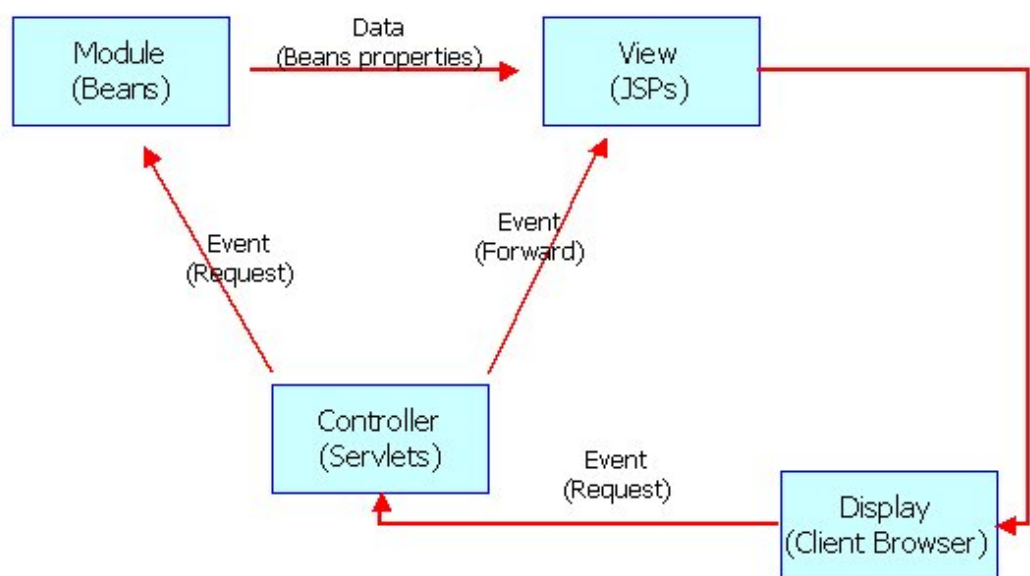 Module
(Beans)
Data
(Beans properties)
View
(JSPs)
Event
(Request)
Event
(Forward)
Controller
(Servlets)
Event
(Request)
Display
(Client Browser)